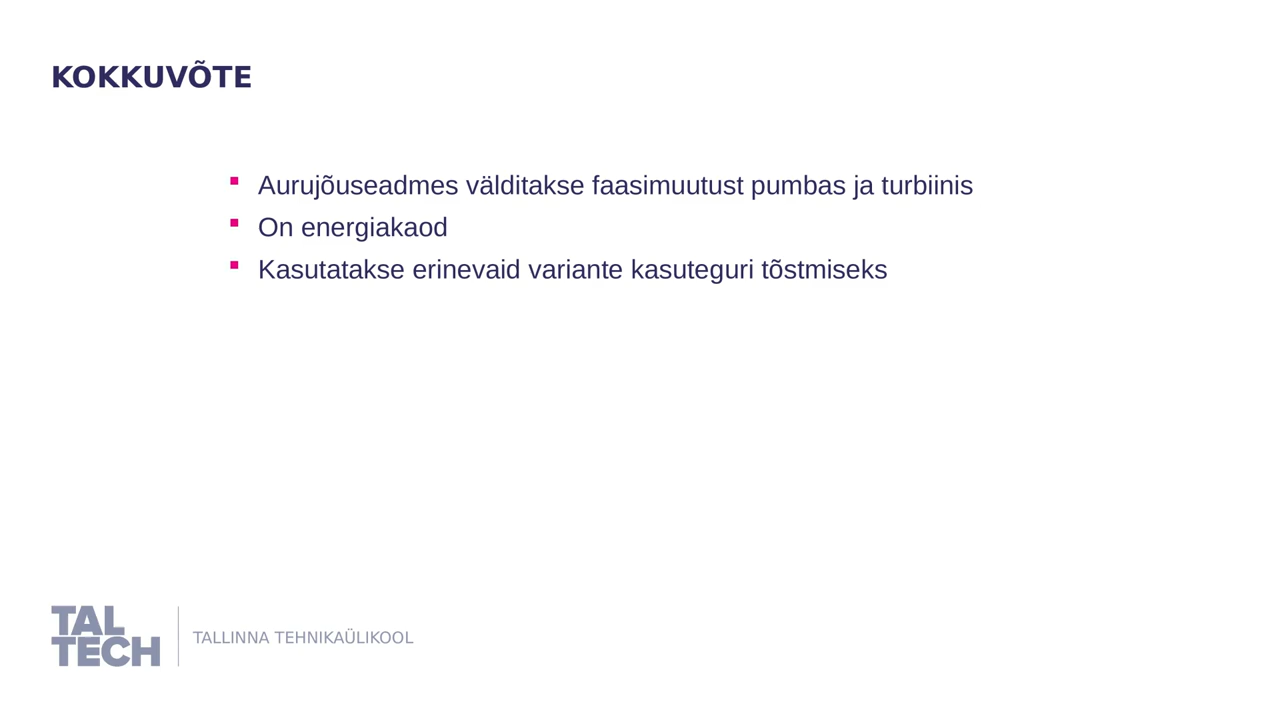 KOKKUVÕTE
Aurujõuseadmes välditakse faasimuutust pumbas ja turbiinis
On energiakaod
Kasutatakse erinevaid variante kasuteguri tõstmiseks
TAL
TECH
TALLINNA TEHNIKAÜLIKOOL